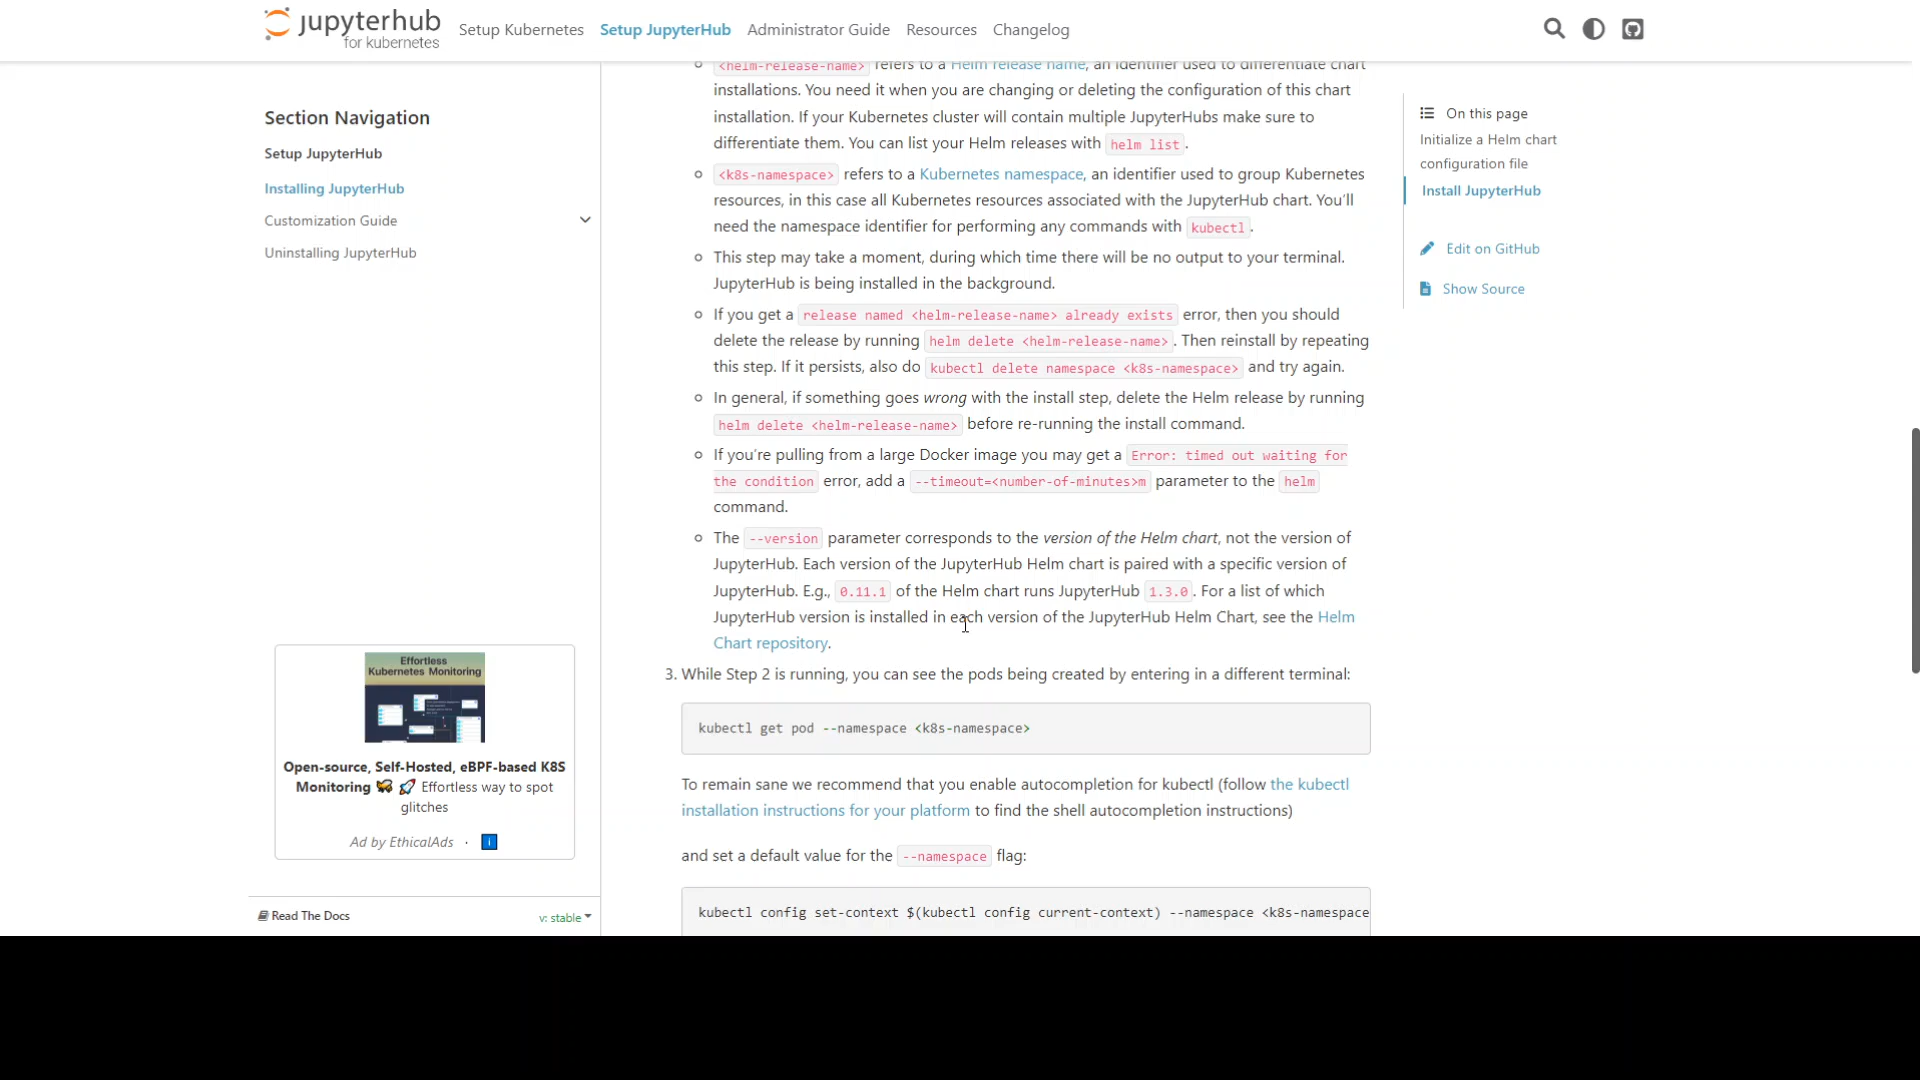 jupyterhub
for kubernetes
Setup Kubernetes Setup JupyterHub Administrator Guide Resources Changelog
Section Navigation
Setup JupyterHub
Installing JupyterHub
Customization Guide
Uninstalling JupyterHub
Effortless
Kubernetes Monitoring
Open-source, Self-Hosted, eBPF-based K8S
Monitoring 🐝 🚀 Effortless way to spot
glitches
Ad by EthicalAds ·
Read The Docs
v: stable
<helm-release-name> refers to a Helm release name, an identifier used to differentiate chart
installations. You need it when you are changing or deleting the configuration of this chart
installation. If your Kubernetes cluster will contain multiple JupyterHubs make sure to
differentiate them. You can list your Helm releases with helm list.
<k8s-namespace> refers to a Kubernetes namespace, an identifier used to group Kubernetes
resources, in this case all Kubernetes resources associated with the JupyterHub chart. You'll
need the namespace identifier for performing any commands with kubectl.
This step may take a moment, during which time there will be no output to your terminal.
JupyterHub is being installed in the background.
If you get a release named <helm-release-name> already exists error, then you should
delete the release by running helm delete <helm-release-name>. Then reinstall by repeating
this step. If it persists, also do kubectl delete namespace <k8s-namespace> and try again.
In general, if something goes wrong with the install step, delete the Helm release by running
helm delete <helm-release-name> before re-running the install command.
If you're pulling from a large Docker image you may get a Error: timed out waiting for
the condition error, add a --timeout=<number-of-minutes>m parameter to the helm
command.
The --version parameter corresponds to the version of the Helm chart, not the version of
JupyterHub. Each version of the JupyterHub Helm chart is paired with a specific version of
JupyterHub. E.g., 0.11.1 of the Helm chart runs JupyterHub 1.3.0. For a list of which
JupyterHub version is installed in each version of the JupyterHub Helm Chart, see the Helm
Chart repository.
3. While Step 2 is running, you can see the pods being created by entering in a different terminal:
kubectl get pod --namespace <k8s-namespace>
To remain sane we recommend that you enable autocompletion for kubectl (follow the kubectl
installation instructions for your platform to find the shell autocompletion instructions)
and set a default value for the --namespace flag:
kubectl config set-context $(kubectl config current-context) --namespace <k8s-namespace
On this page
Initialize a Helm chart
configuration file
Install JupyterHub
Edit on GitHub
Show Source